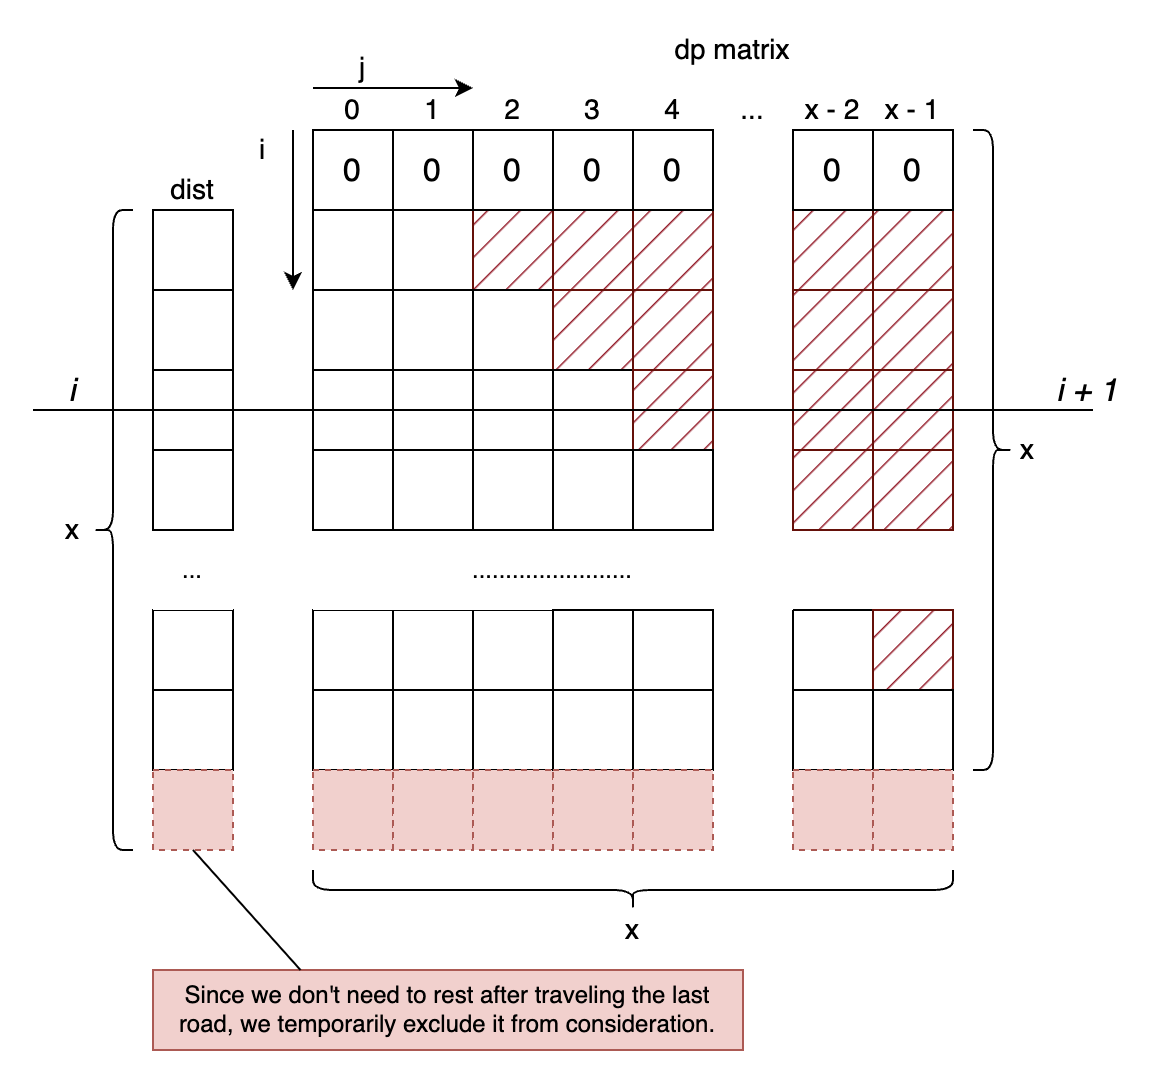 dp matrix
j
0 1 2 3 4 ... x - 2 x - 1
i
0 0 0 0 0 0 0
dist
i
i + 1
x
x
...
........................
x
Since we don't need to rest after traveling the last
road, we temporarily exclude it from consideration.